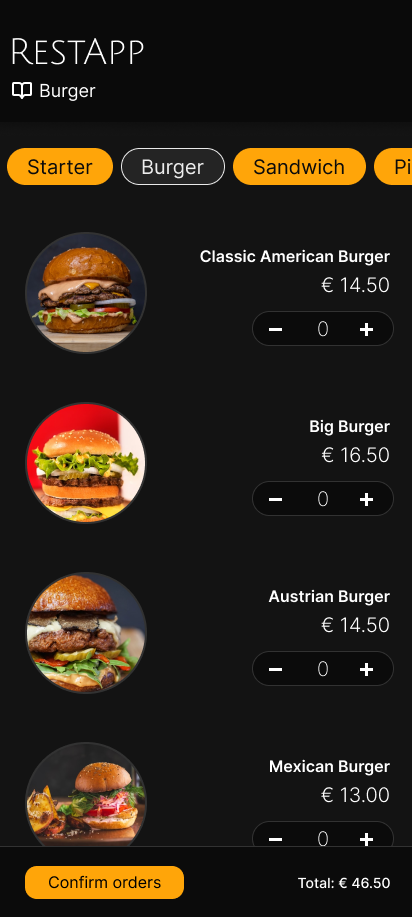 RESTAPP
Burger
Starter Burger Sandwich Pi
Classic American Burger
€ 14.50
0
Big Burger
€ 16.50
0
Austrian Burger
€ 14.50
0
Mexican Burger
€ 13.00
0
Confirm orders Total: € 46.50